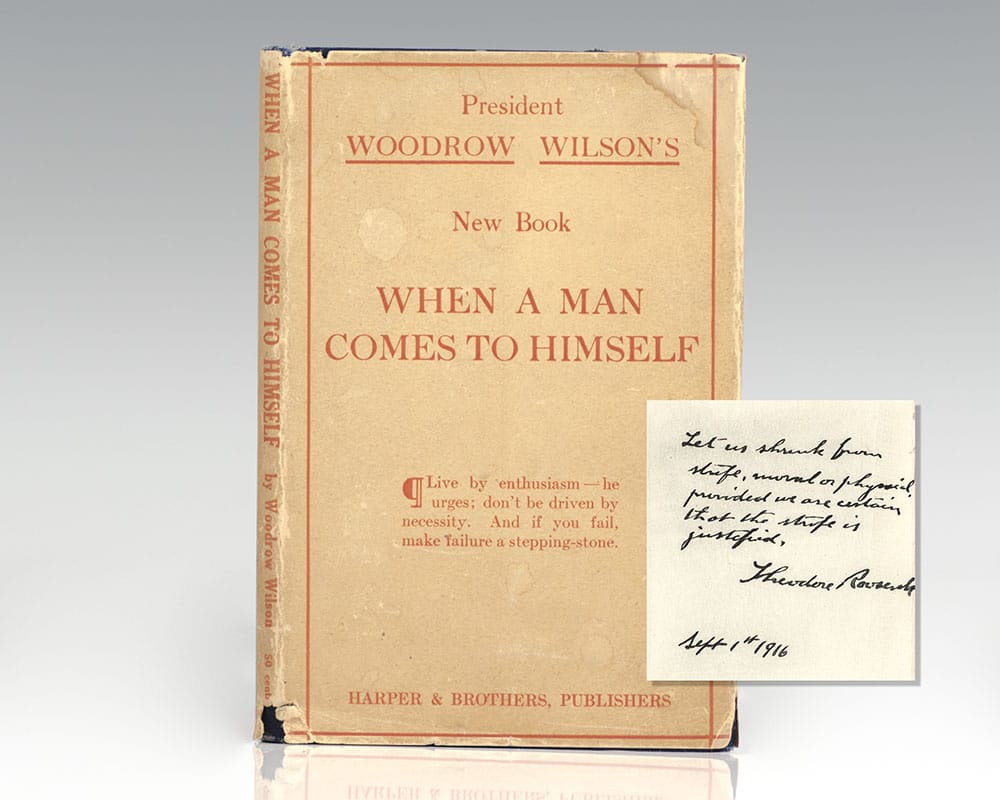 President
WOODROW WILSON'S
New Book
WHEN A MAN
COMES TO HIMSELF
¶Live by enthusiasm—he
urges; don't be driven by
necessity. And if you fail,
make failure a stepping-stone.
HARPER & BROTHERS, PUBLISHERS
WHEN A MAN COMES TO HIMSELF by Woodrow Wilson 50 cents
Let us shrink from
strife, moral or physical,
provided we are certain
that the strife is
justified,
Theodore Roosevelt
Sept 1st 1916
HARPER & BROTHERS, PUBLISHERS